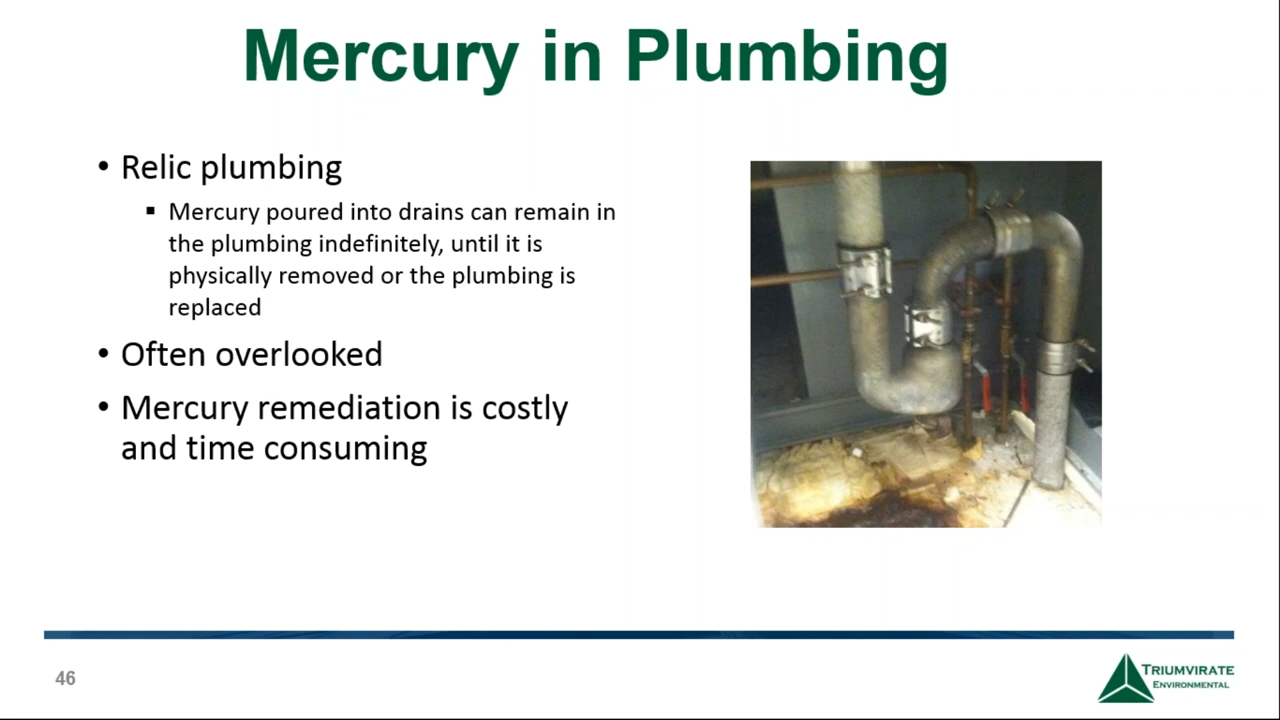 Mercury in Plumbing
• Relic plumbing
▪ Mercury poured into drains can remain in
the plumbing indefinitely, until it is
physically removed or the plumbing is
replaced
• Often overlooked
• Mercury remediation is costly
and time consuming
46
TRIUMVIRATE
ENVIRONMENTAL